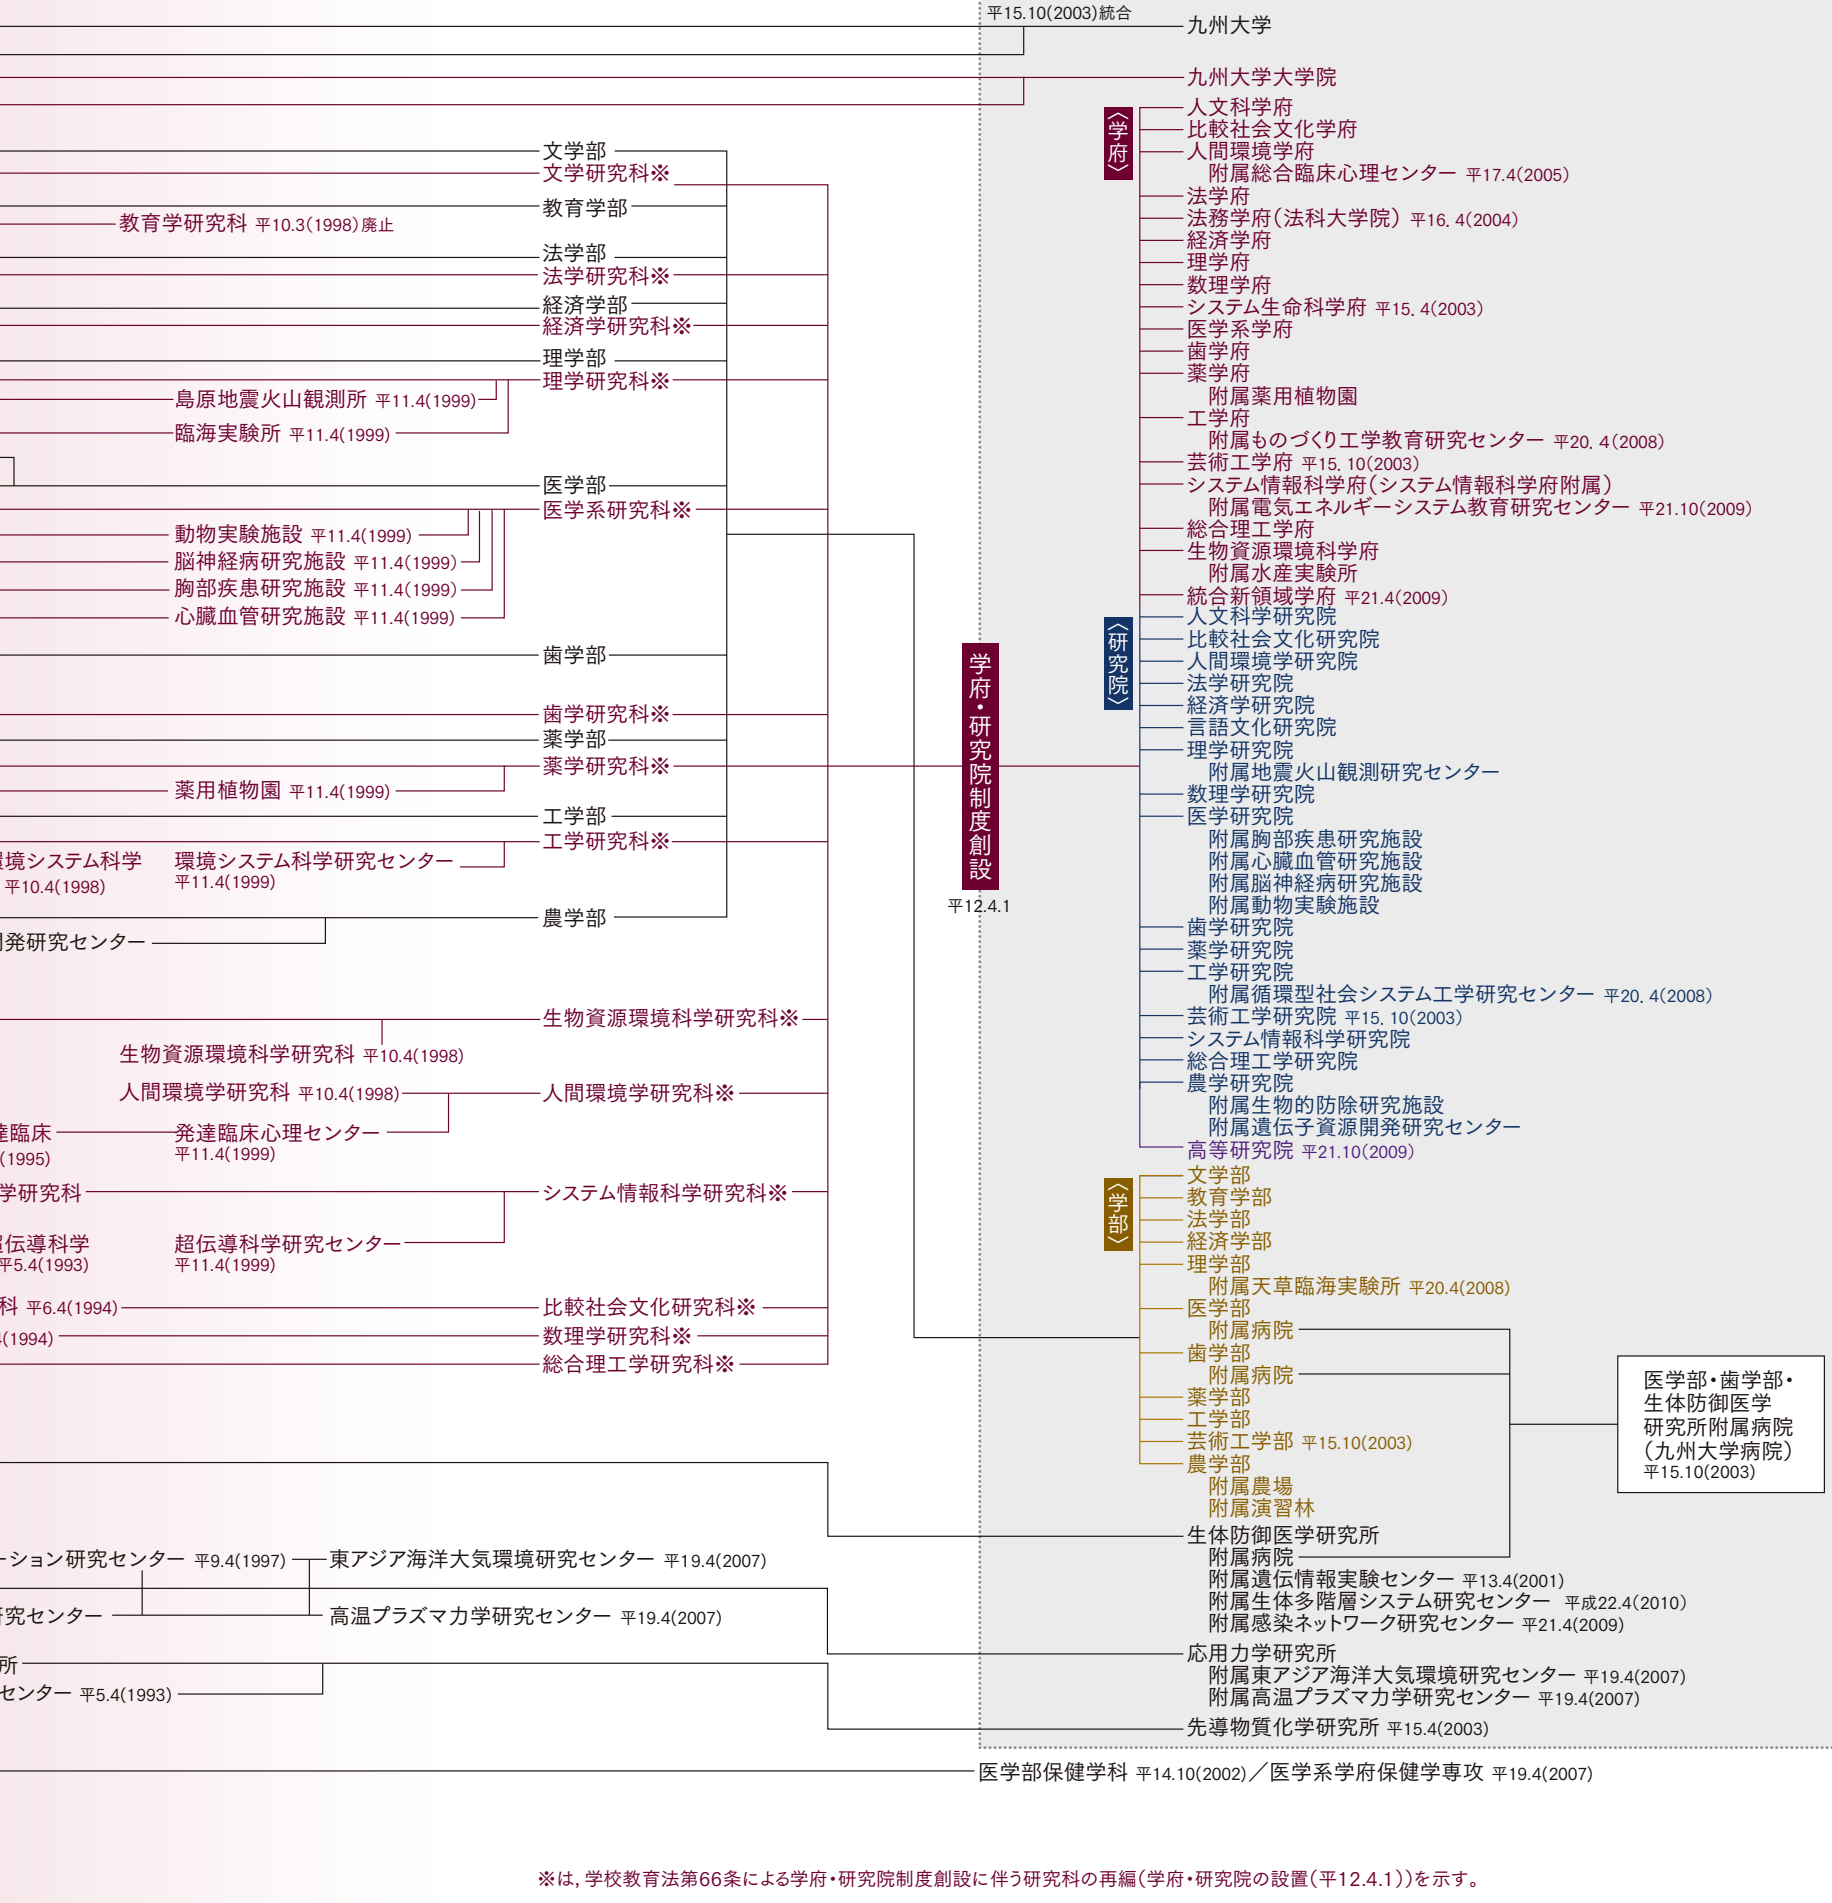 平15.10(2003)統合
九州大学
九州大学大学院
文学部
文学研究科※
教育学部
教育学研究科 平10.3(1998)廃止
法学部
法学研究科※
経済学部
経済学研究科※
理学部
理学研究科※
島原地震火山観測所 平11.4(1999)
臨海実験所 平11.4(1999)
医学部
医学系研究科※
動物実験施設 平11.4(1999)
脳神経病研究施設 平11.4(1999)
胸部疾患研究施設 平11.4(1999)
心臓血管研究施設 平11.4(1999)
歯学部
歯学研究科※
薬学部
薬学研究科※
薬用植物園 平11.4(1999)
工学部
工学研究科※
境システム科学
平10.4(1998)
環境システム科学研究センター
平11.4(1999)
農学部
発研究センター
生物資源環境科学研究科※
生物資源環境科学研究科 平10.4(1998)
人間環境学研究科 平10.4(1998)
人間環境学研究科※
達臨床
(1995)
発達臨床心理センター
平11.4(1999)
学研究科
システム情報科学研究科※
伝導科学
平5.4(1993)
超伝導科学研究センター
平11.4(1999)
科 平6.4(1994)
比較社会文化研究科※
(1994)
数理学研究科※
総合理工学研究科※
ーション研究センター 平9.4(1997)
東アジア海洋大気環境研究センター 平19.4(2007)
究センター
高温プラズマ力学研究センター 平19.4(2007)
所
センター 平5.4(1993)
学府・研究院制度創設
平12.4.1
〈学府〉
人文科学府
比較社会文化学府
人間環境学府
附属総合臨床心理センター 平17.4(2005)
法学府
法務学府(法科大学院) 平16. 4(2004)
経済学府
理学府
数理学府
システム生命科学府 平15. 4(2003)
医学系学府
歯学府
薬学府
附属薬用植物園
工学府
附属ものづくり工学教育研究センター 平20. 4(2008)
芸術工学府 平15. 10(2003)
システム情報科学府(システム情報科学府附属)
附属電気エネルギーシステム教育研究センター 平21.10(2009)
総合理工学府
生物資源環境科学府
附属水産実験所
統合新領域学府 平21.4(2009)
〈研究院〉
人文科学研究院
比較社会文化研究院
人間環境学研究院
法学研究院
経済学研究院
言語文化研究院
理学研究院
附属地震火山観測研究センター
数理学研究院
医学研究院
附属胸部疾患研究施設
附属心臓血管研究施設
附属脳神経病研究施設
附属動物実験施設
歯学研究院
薬学研究院
工学研究院
附属循環型社会システム工学研究センター 平20. 4(2008)
芸術工学研究院 平15. 10(2003)
システム情報科学研究院
総合理工学研究院
農学研究院
附属生物的防除研究施設
附属遺伝子資源開発研究センター
高等研究院 平21.10(2009)
〈学部〉
文学部
教育学部
法学部
経済学部
理学部
附属天草臨海実験所 平20.4(2008)
医学部
附属病院
歯学部
附属病院
薬学部
工学部
芸術工学部 平15.10(2003)
農学部
附属農場
附属演習林
医学部・歯学部・
生体防御医学
研究所附属病院
(九州大学病院)
平15.10(2003)
生体防御医学研究所
附属病院
附属遺伝情報実験センター 平13.4(2001)
附属生体多階層システム研究センター 平成22.4(2010)
附属感染ネットワーク研究センター 平21.4(2009)
応用力学研究所
附属東アジア海洋大気環境研究センター 平19.4(2007)
附属高温プラズマ力学研究センター 平19.4(2007)
先導物質化学研究所 平15.4(2003)
医学部保健学科 平14.10(2002)／医学系学府保健学専攻 平19.4(2007)
※は, 学校教育法第66条による学府・研究院制度創設に伴う研究科の再編(学府・研究院の設置(平12.4.1))を示す。